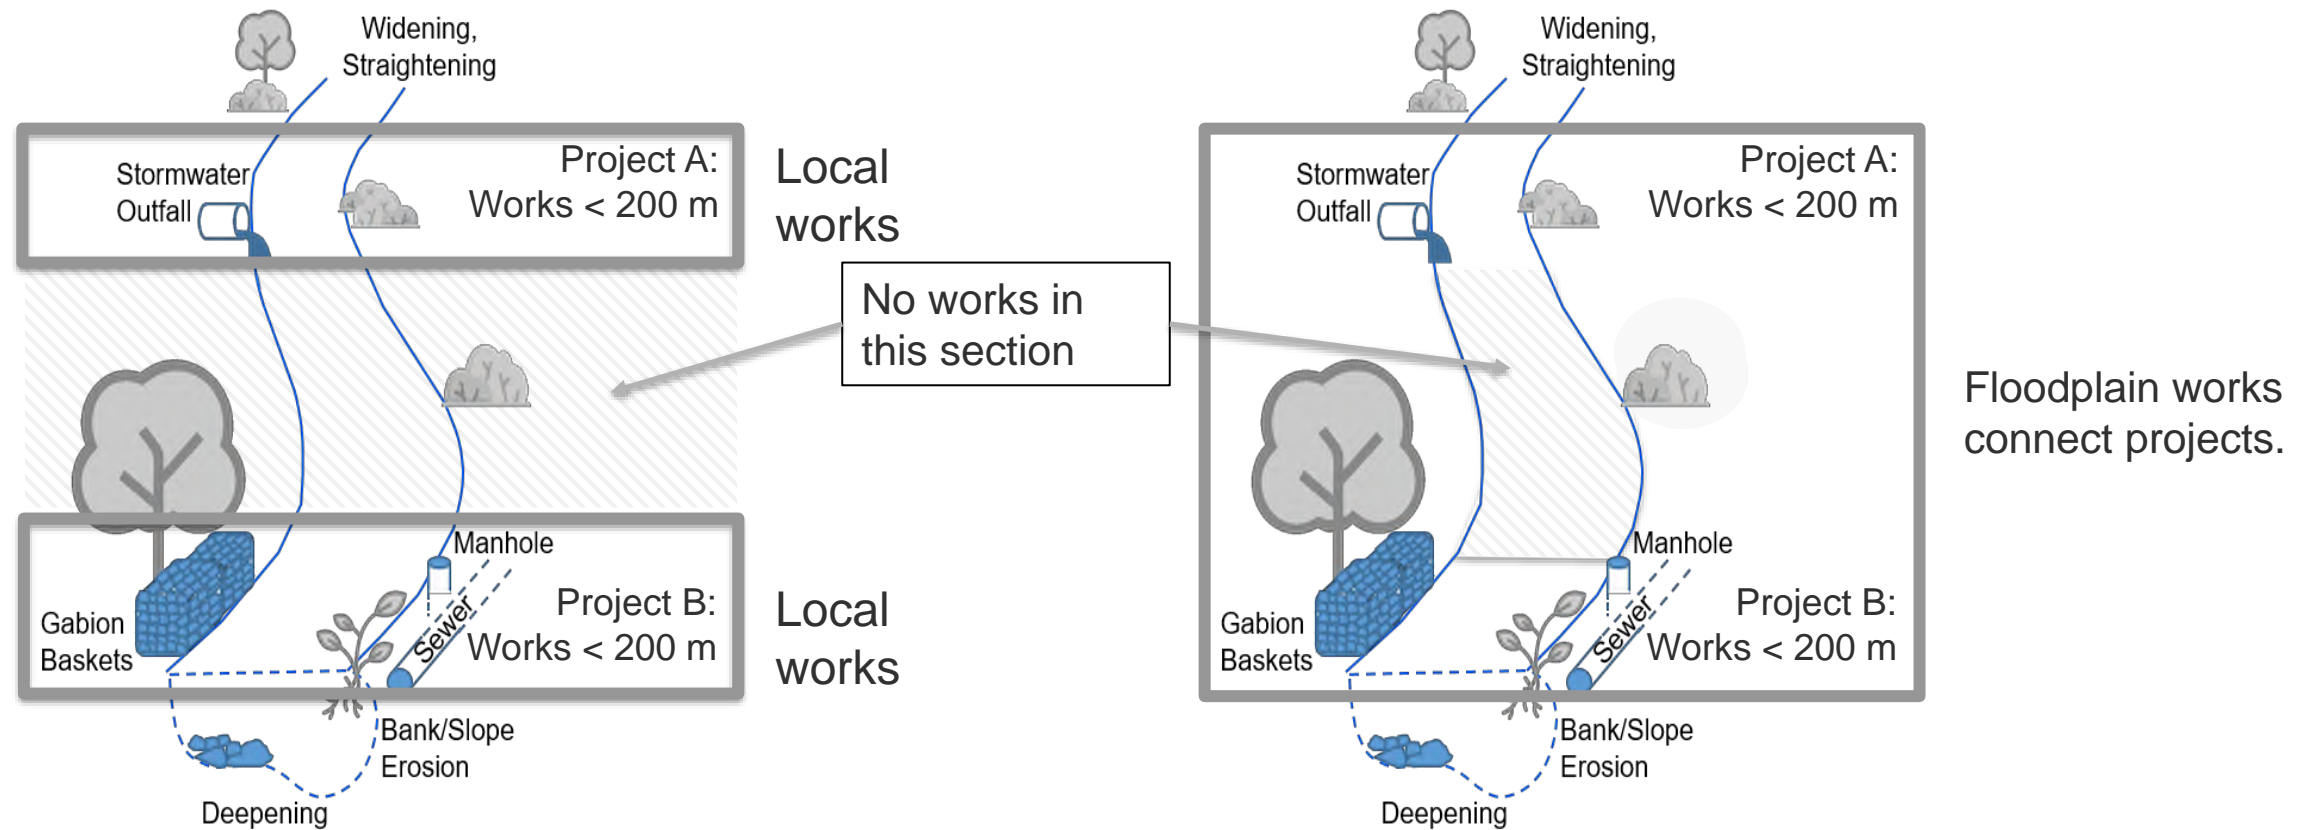 Widening,
Straightening
Stormwater
Outfall
Project A:
Works < 200 m
Local
works
No works in
this section
Manhole
Gabion
Baskets
Sewer
Project B:
Works < 200 m
Local
works
Bank/Slope
Erosion
Deepening
Widening,
Straightening
Stormwater
Outfall
Project A:
Works < 200 m
Floodplain works
connect projects.
Manhole
Gabion
Baskets
Sewer
Project B:
Works < 200 m
Bank/Slope
Erosion
Deepening